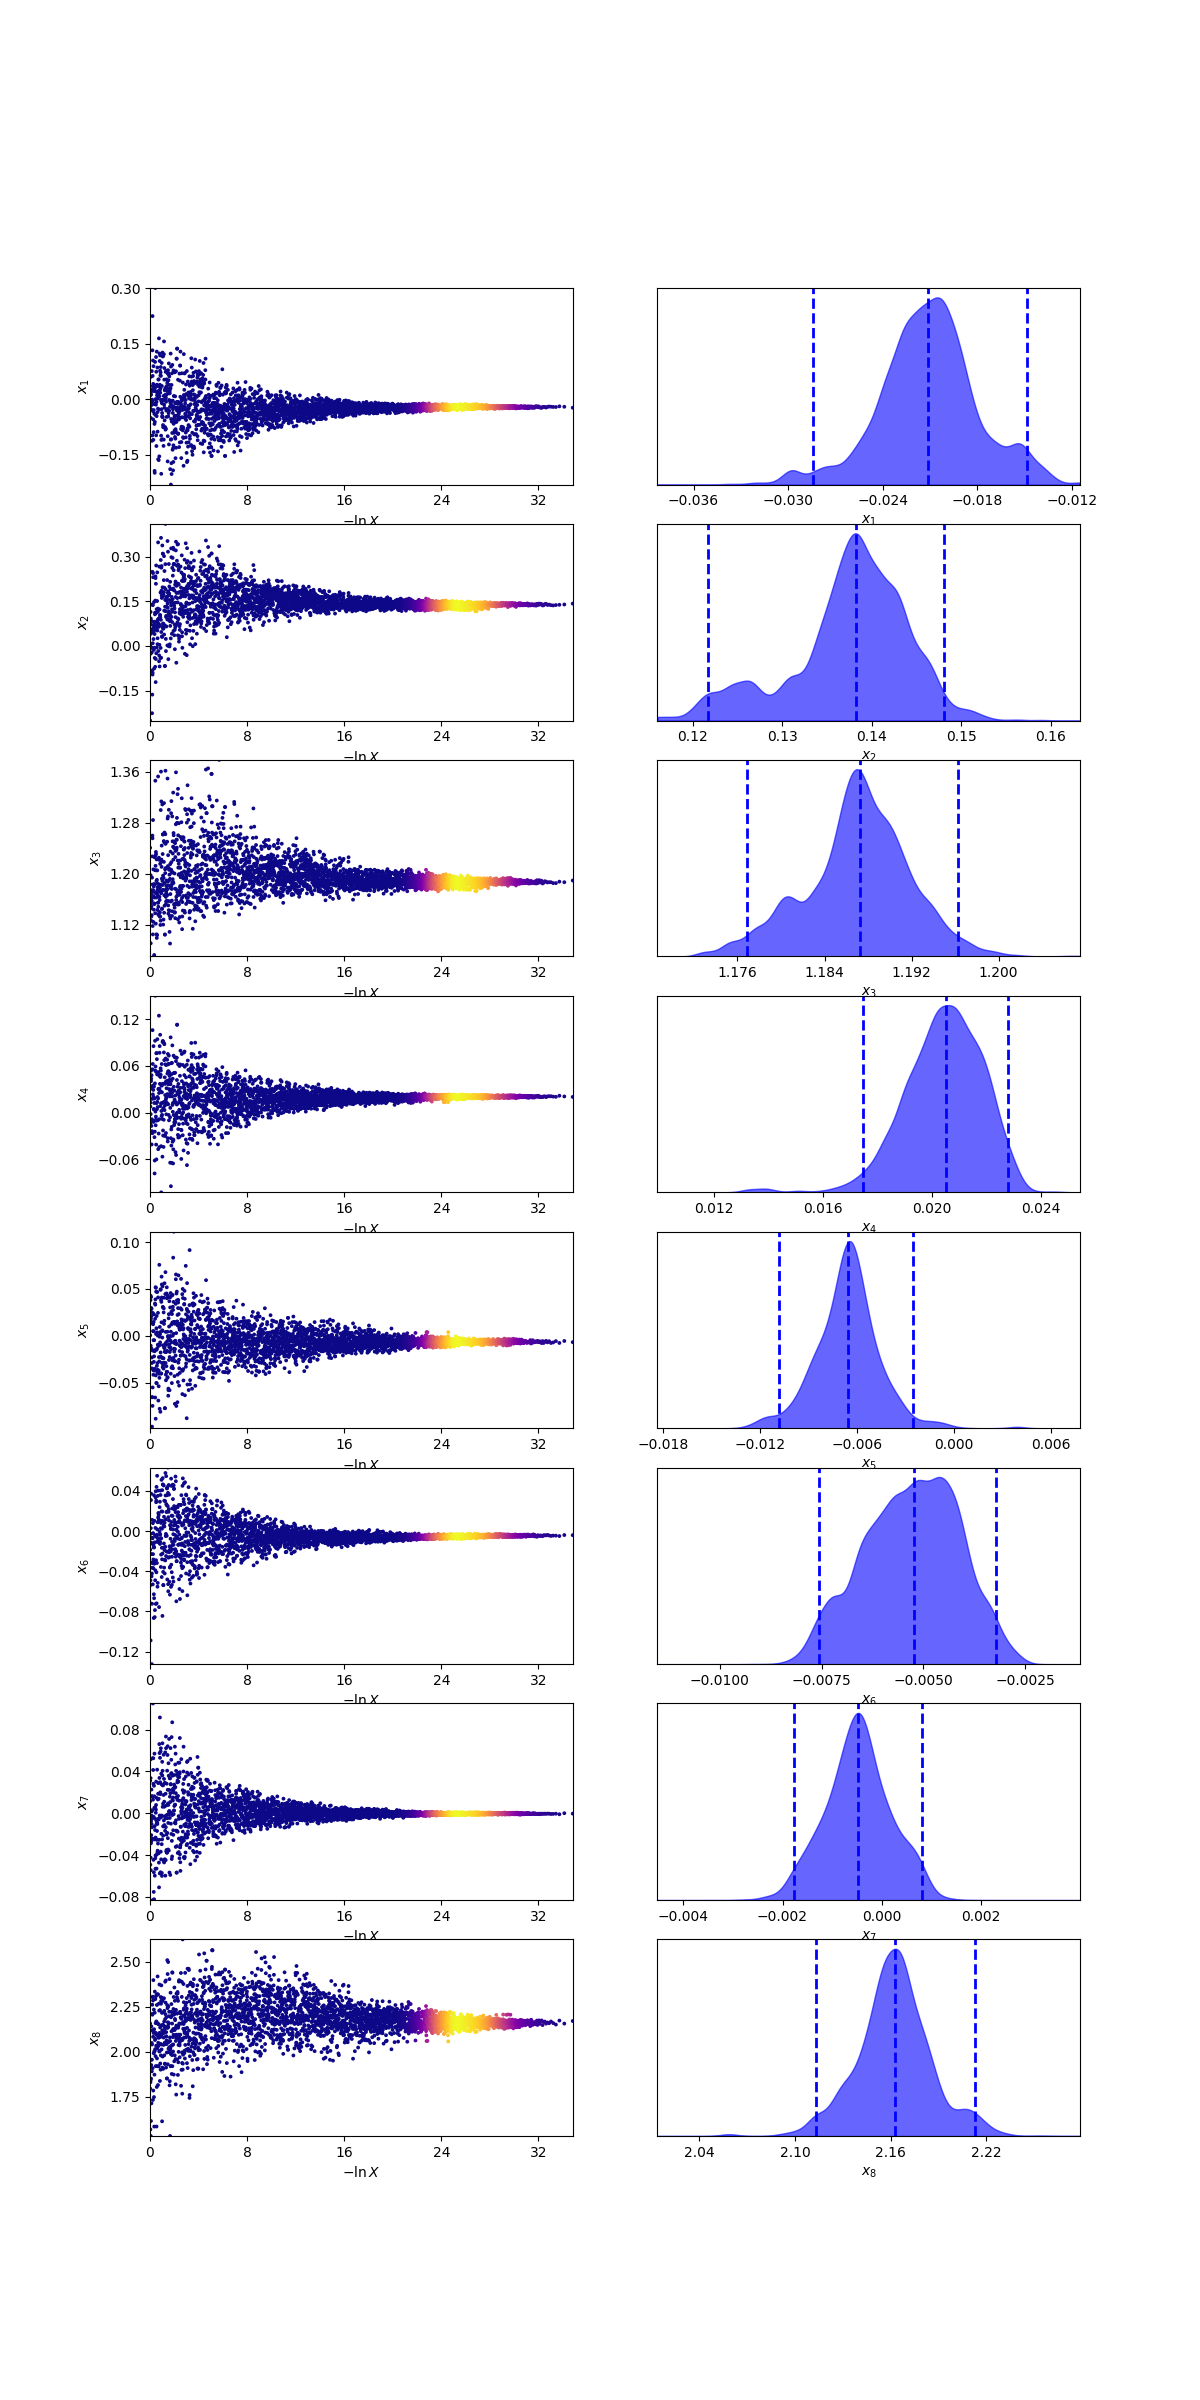 0.30
0.15
0.00
−0.15
x₁
0 8 16 24 32
−ln X
−0.036 −0.030 −0.024 −0.018 −0.012
x₁
0.30
0.15
0.00
−0.15
x₂
0 8 16 24 32
−ln X
0.12 0.13 0.14 0.15 0.16
x₂
1.36
1.28
1.20
1.12
x₃
0 8 16 24 32
−ln X
1.176 1.184 1.192 1.200
x₃
0.12
0.06
0.00
−0.06
x₄
0 8 16 24 32
−ln X
0.012 0.016 0.020 0.024
x₄
0.10
0.05
0.00
−0.05
x₅
0 8 16 24 32
−ln X
−0.018 −0.012 −0.006 0.000 0.006
x₅
0.04
0.00
−0.04
−0.08
−0.12
x₆
0 8 16 24 32
−ln X
−0.0100 −0.0075 −0.0050 −0.0025
x₆
0.08
0.04
0.00
−0.04
−0.08
x₇
0 8 16 24 32
−ln X
−0.004 −0.002 0.000 0.002
x₇
2.50
2.25
2.00
1.75
x₈
0 8 16 24 32
−ln X
2.04 2.10 2.16 2.22
x₈